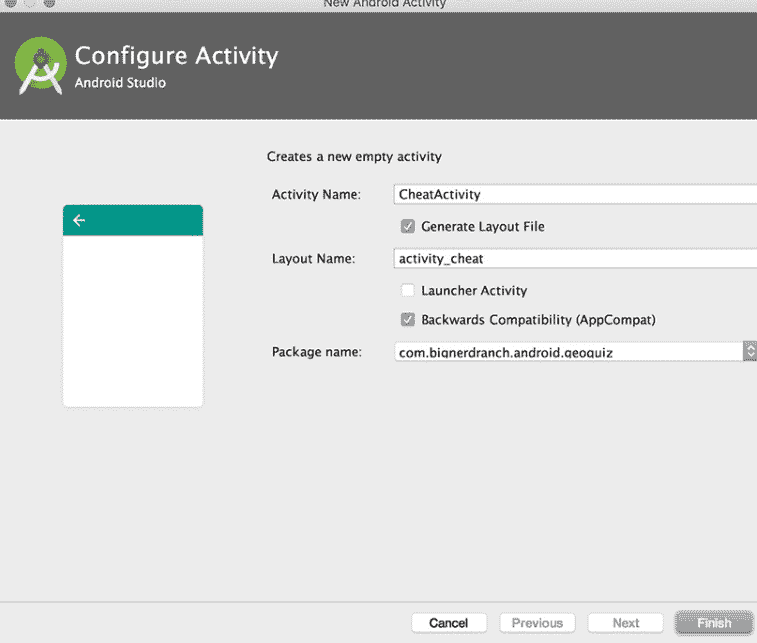 New Android Activity
Configure Activity
Android Studio
Creates a new empty activity
Activity Name: CheatActivity
Generate Layout File
Layout Name: activity_cheat
Launcher Activity
Backwards Compatibility (AppCompat)
Package name: com.bignerdranch.android.geoquiz
Cancel Previous Next Finish